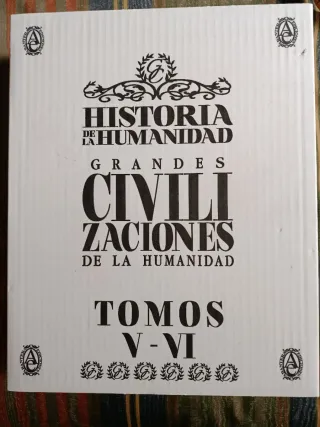 HISTORIA
DE LA HUMANIDAD
GRANDES
CIVILI
ZACIONES
DE LA HUMANIDAD
TOMOS
V - VI